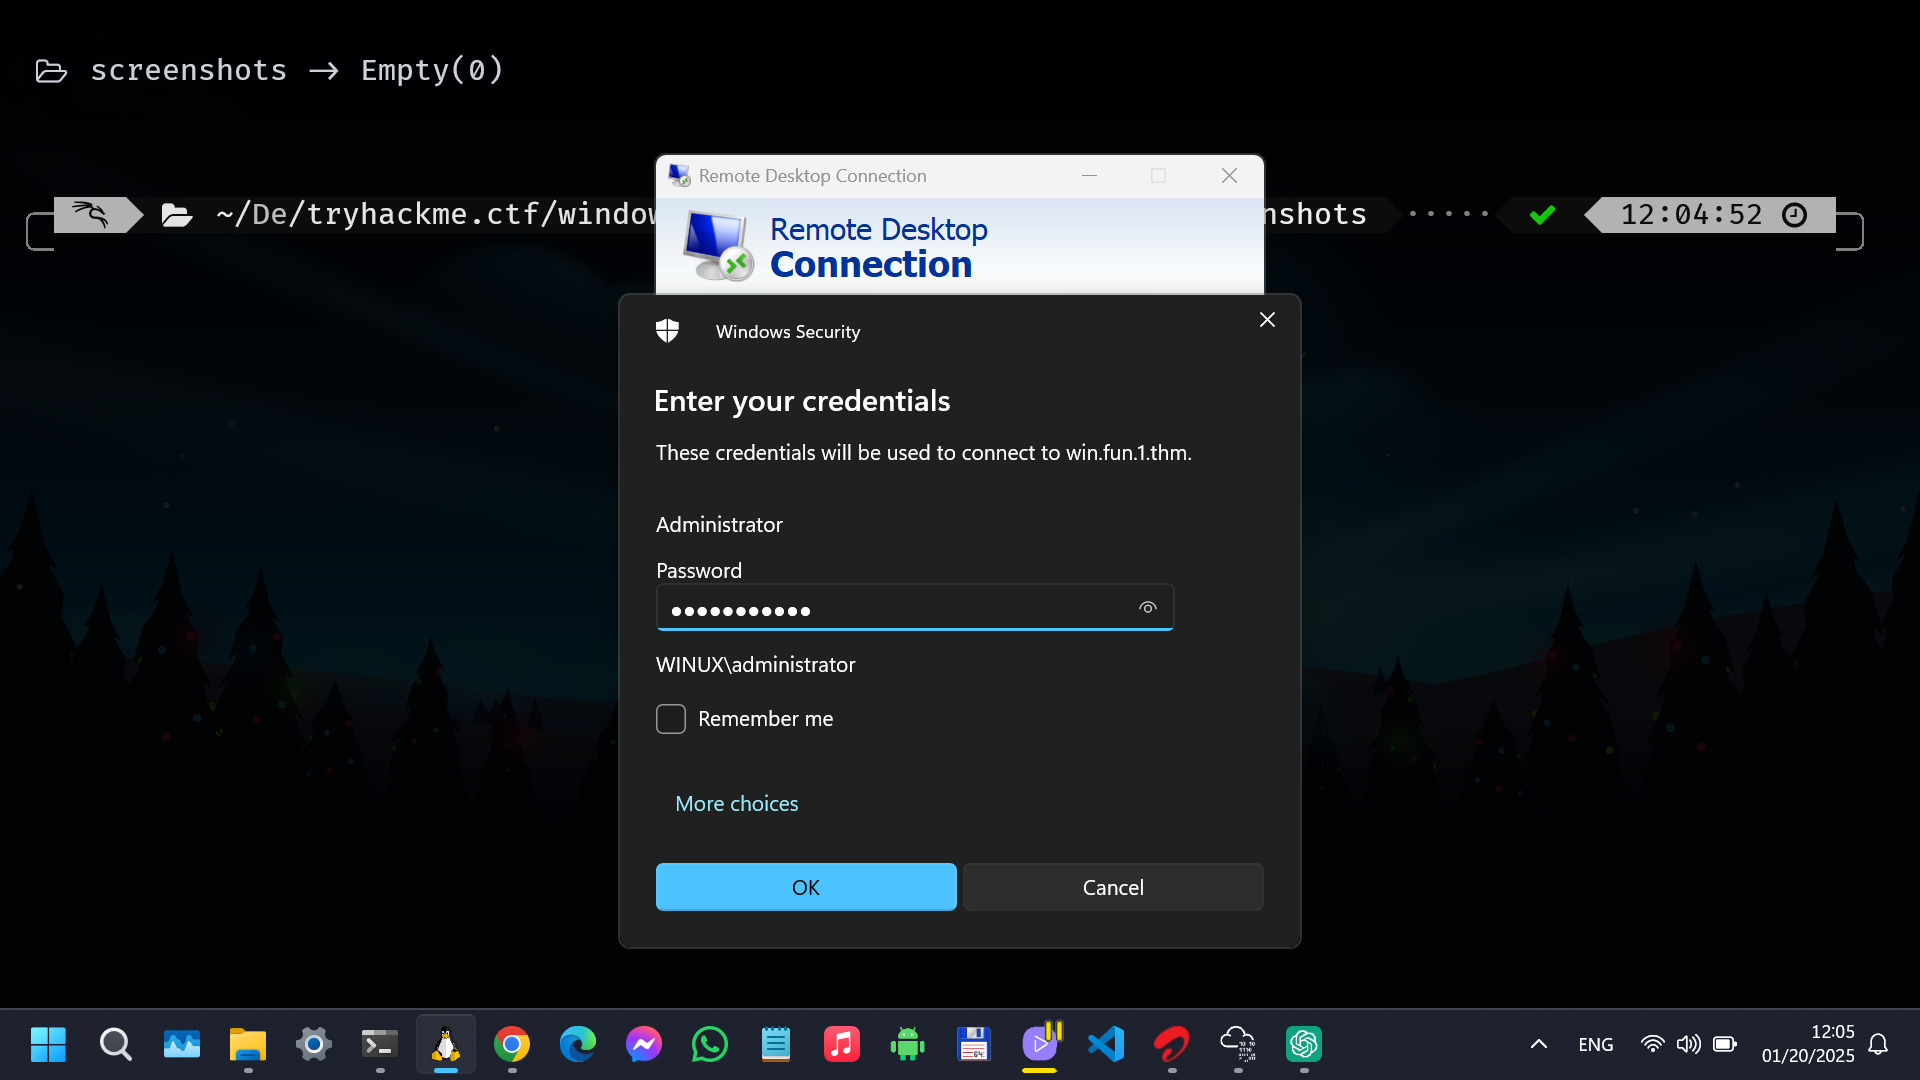 screenshots → Empty(0)
Remote Desktop Connection
~/De/tryhackme.ctf/window
nshots
12:04:52
Remote Desktop
Connection
Windows Security
Enter your credentials
These credentials will be used to connect to win.fun.1.thm.
Administrator
Password
WINUX\administrator
Remember me
More choices
OK
Cancel
ENG
12:05
01/20/2025